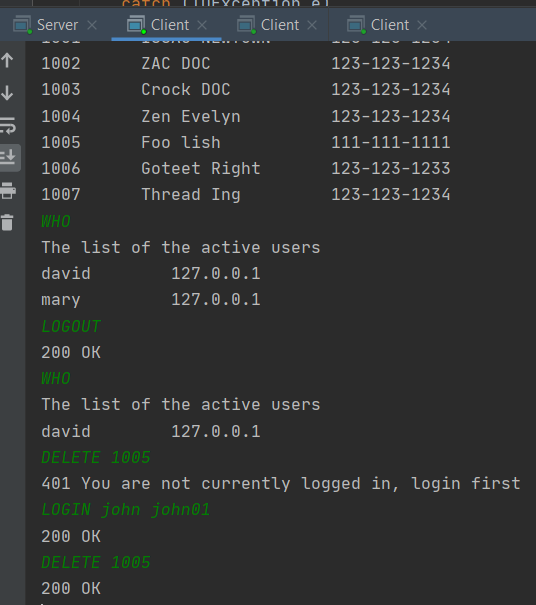 catch (IOException e)
Server
Client
Client
Client
1002 ZAC DOC 123-123-1234
1003 Crock DOC 123-123-1234
1004 Zen Evelyn 123-123-1234
1005 Foo lish 111-111-1111
1006 Goteet Right 123-123-1233
1007 Thread Ing 123-123-1234
WHO
The list of the active users
david 127.0.0.1
mary 127.0.0.1
LOGOUT
200 OK
WHO
The list of the active users
david 127.0.0.1
DELETE 1005
401 You are not currently logged in, login first
LOGIN john john01
200 OK
DELETE 1005
200 OK